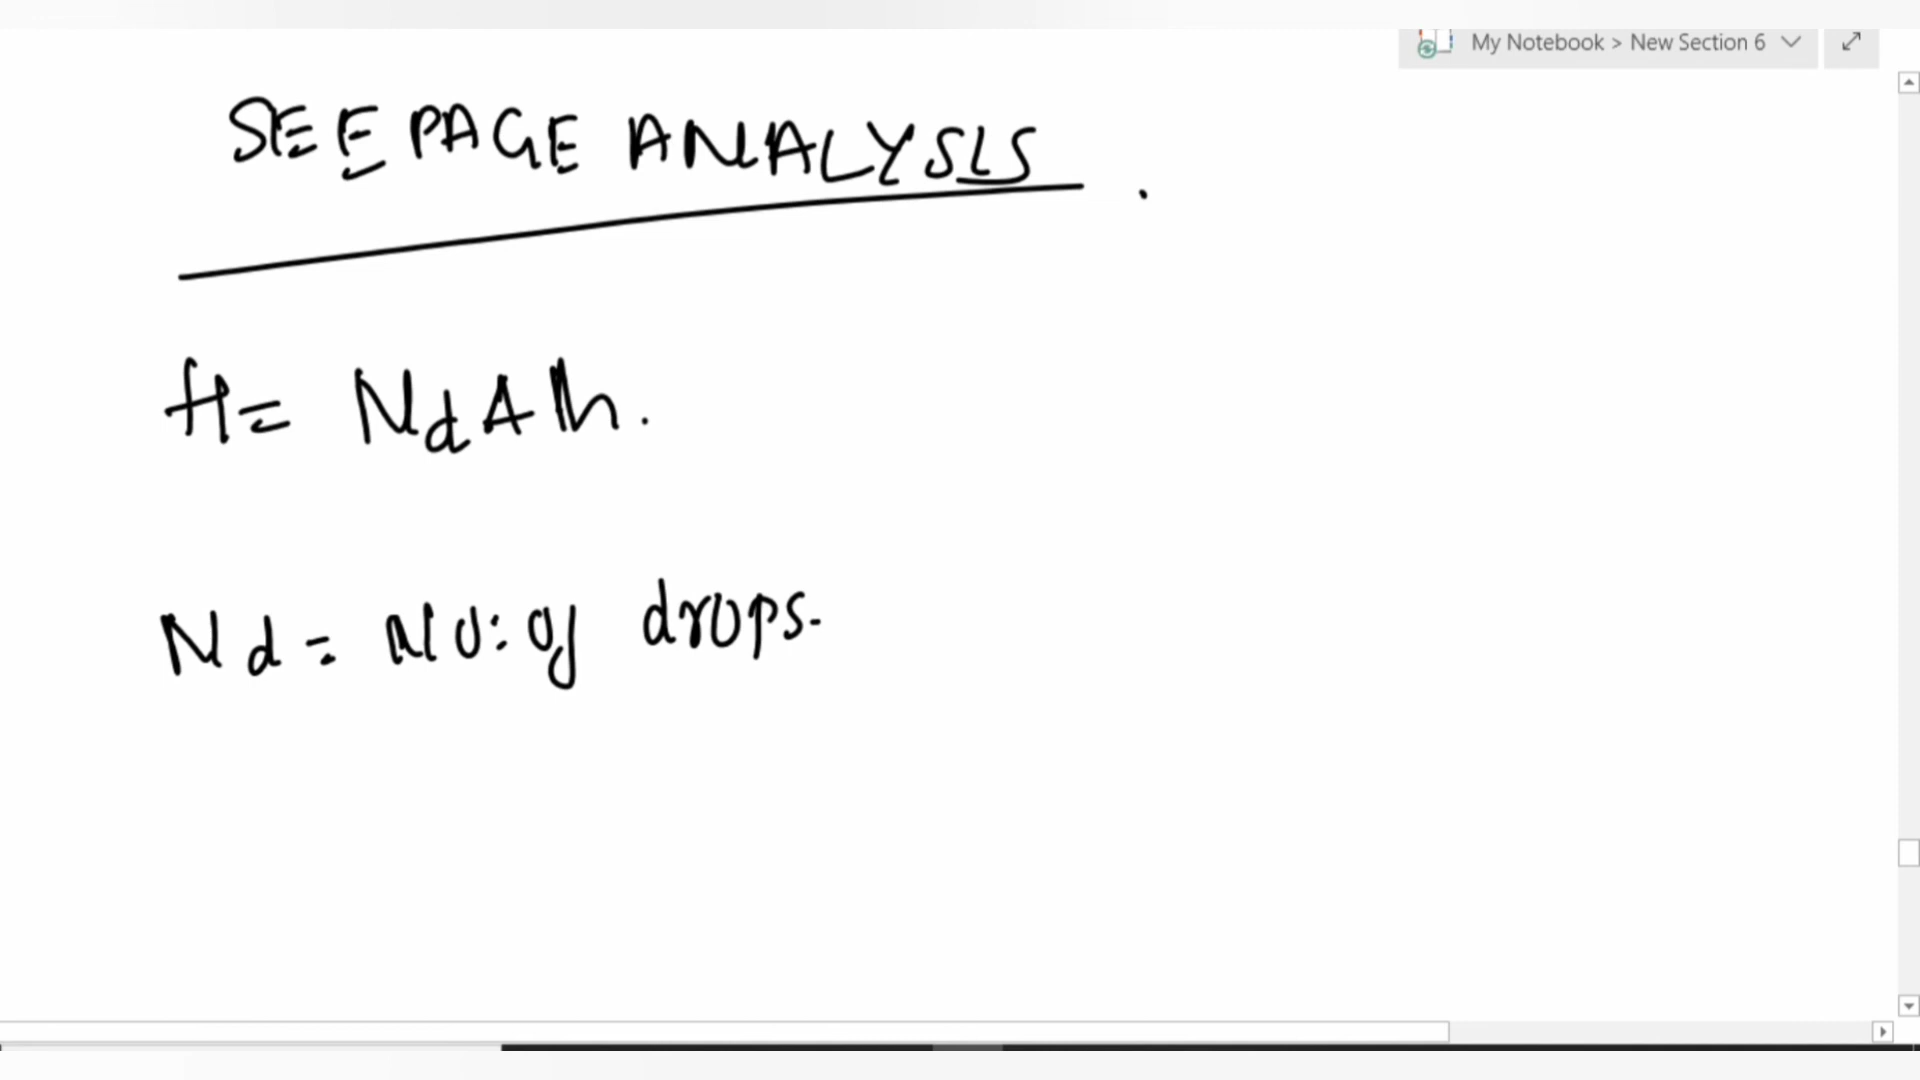 My Notebook > New Section 6
SEEPAGE ANALYSIS.
H = NdΔh.
Nd = No: of drops.